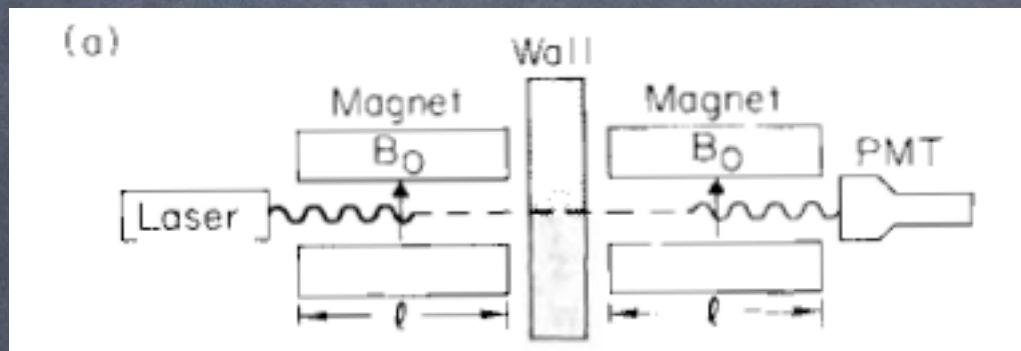 (a)
Wall
Magnet Magnet
B₀ B₀ PMT
Laser
ℓ ℓ